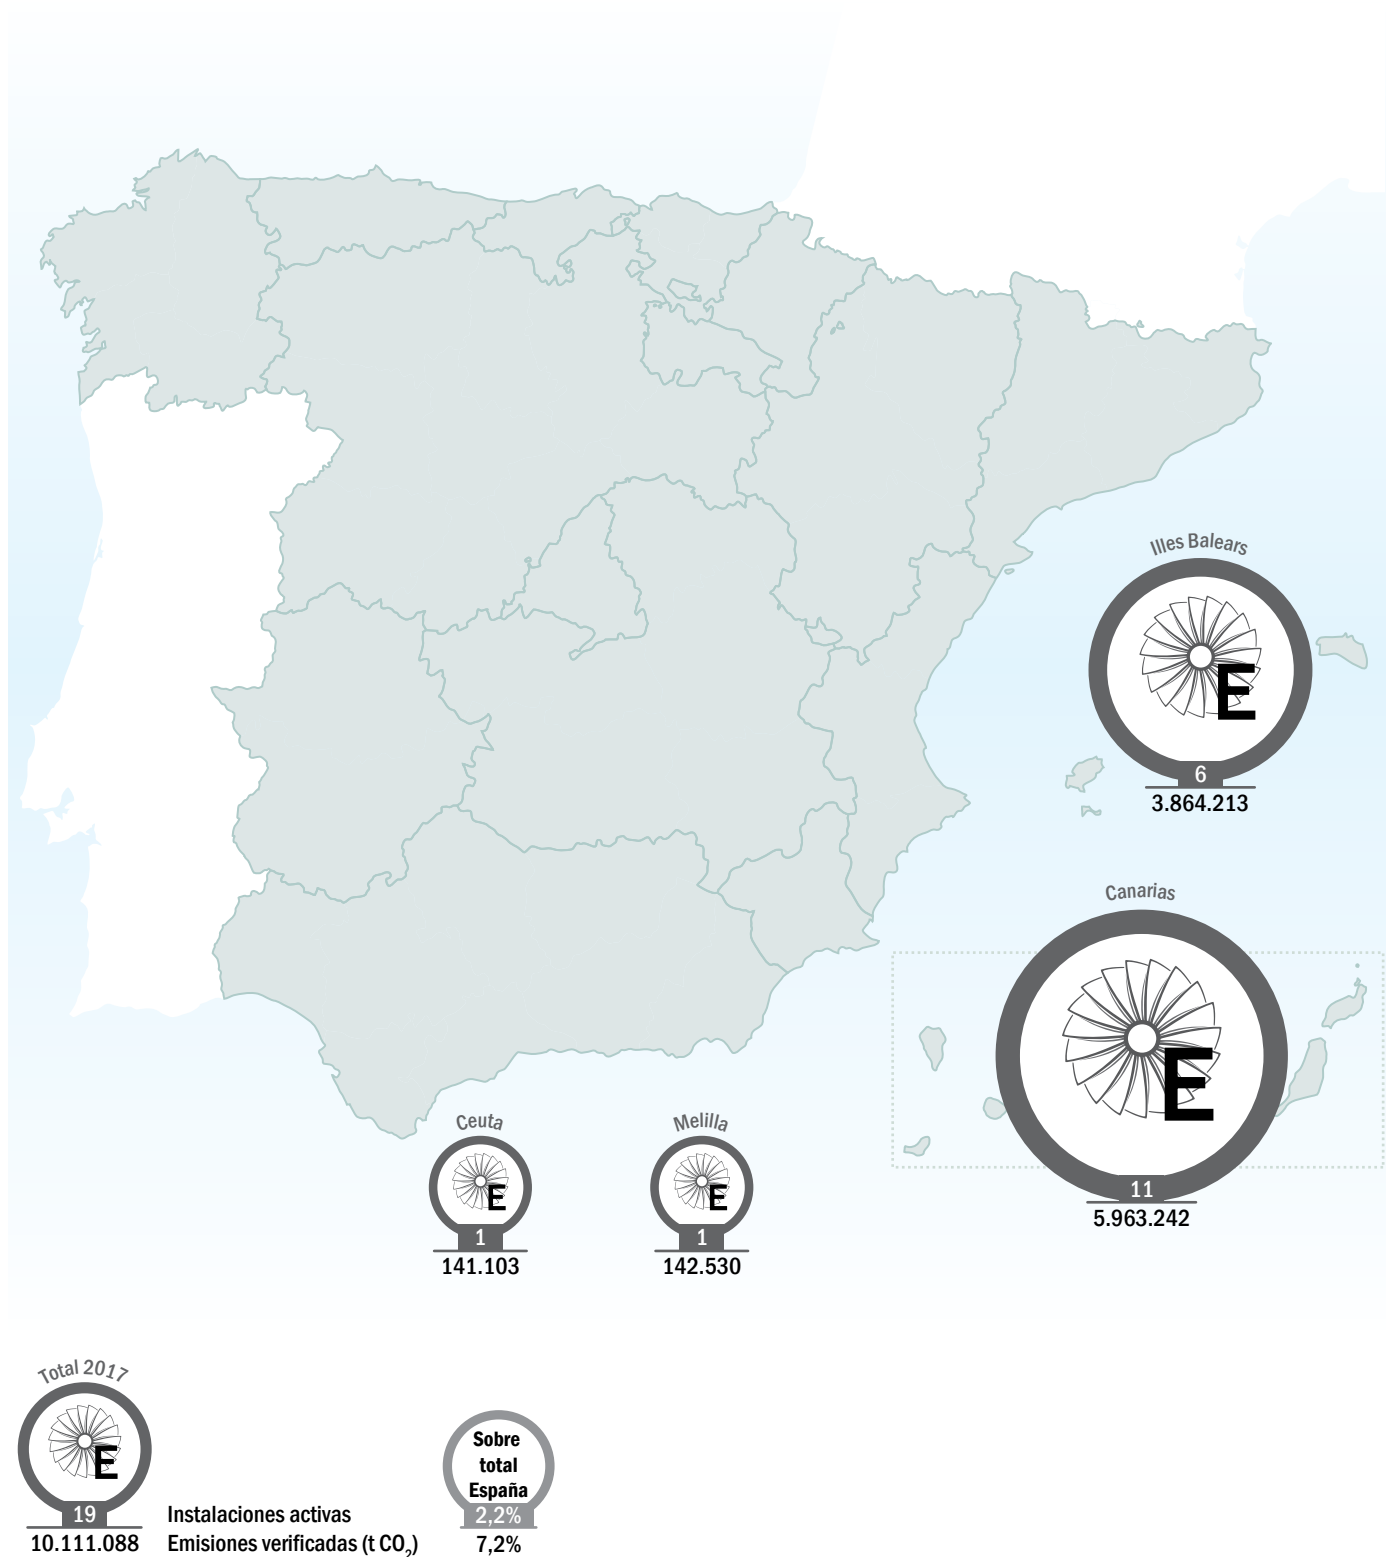 Illes Balears
E
6
3.864.213
Canarias
E
11
5.963.242
Ceuta
E
1
141.103
Melilla
E
1
142.530
Total 2017
E
19
10.111.088
Instalaciones activas
Emisiones verificadas (t CO₂)
Sobre
total
España
2,2%
7,2%